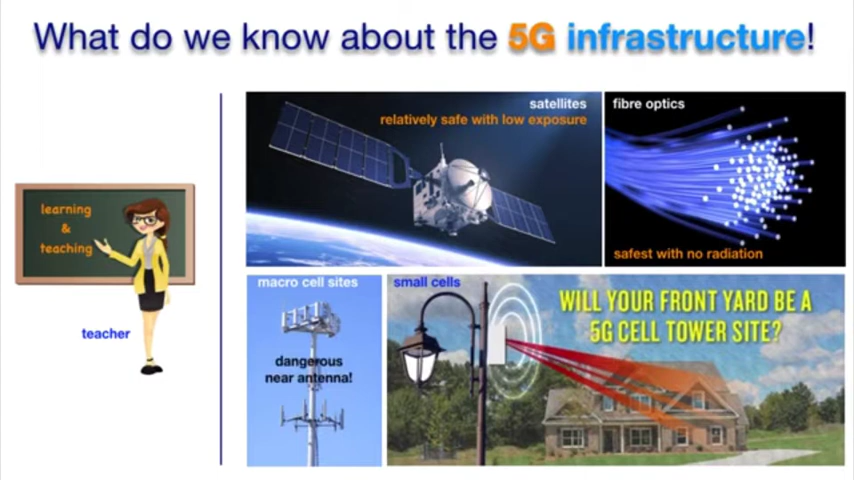 What do we know about the 5G infrastructure!
learning
&
teaching
teacher
satellites
relatively safe with low exposure
fibre optics
safest with no radiation
macro cell sites
dangerous
near antenna!
small cells
WILL YOUR FRONT YARD BE A
5G CELL TOWER SITE?